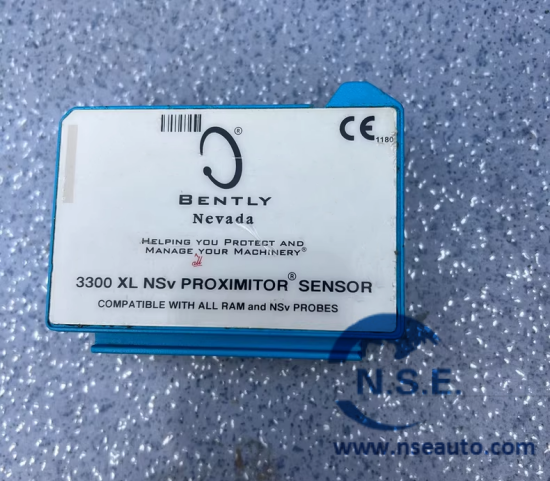 CE 1180
BENTLY
Nevada
HELPING YOU PROTECT AND
MANAGE YOUR MACHINERY®
3300 XL NSv PROXIMITOR® SENSOR
COMPATIBLE WITH ALL RAM and NSv PROBES
N.S.E.
www.nseauto.com